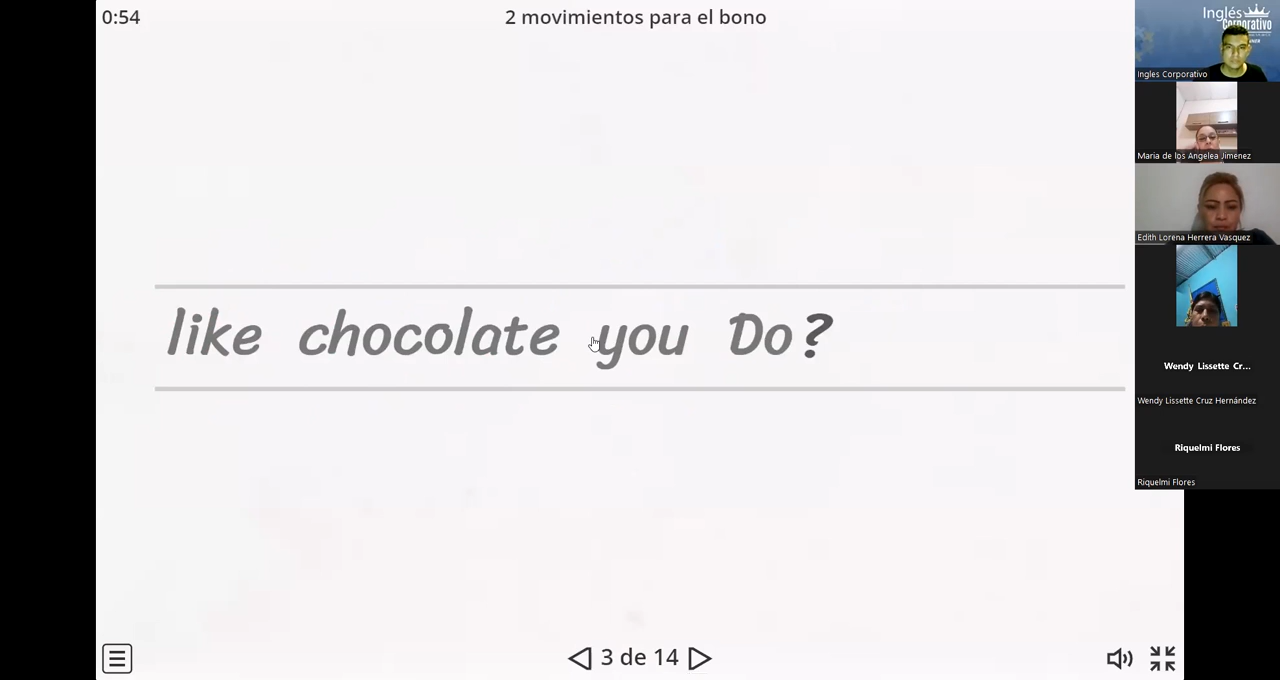 0:54
2 movimientos para el bono
like chocolate you Do?
3 de 14
Inglés
Corporativo
Ingles Corporativo
Maria de los Angelea Jimenez
Edith Lorena Herrera Vasquez
Wendy Lissette Cr...
Wendy Lissette Cruz Hernández
Riquelmi Flores
Riquelmi Flores